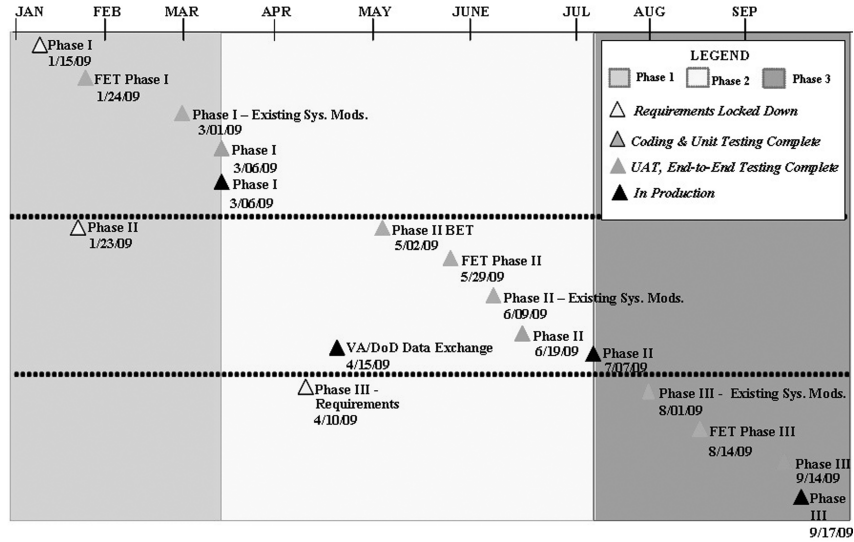 JAN FEB MAR APR MAY JUNE JUL AUG SEP
Phase I
1/15/09
FET Phase I
1/24/09
Phase I – Existing Sys. Mods.
3/01/09
Phase I
3/06/09
Phase I
3/06/09
LEGEND
Phase 1 Phase 2 Phase 3
Requirements Locked Down
Coding & Unit Testing Complete
UAT, End-to-End Testing Complete
In Production
Phase II
1/23/09
Phase II BET
5/02/09
FET Phase II
5/29/09
Phase II – Existing Sys. Mods.
6/09/09
Phase II
6/19/09
VA/DoD Data Exchange
4/15/09
Phase II
7/07/09
Phase III -
Requirements
4/10/09
Phase III - Existing Sys. Mods.
8/01/09
FET Phase III
8/14/09
Phase III
9/14/09
Phase
III
9/17/09